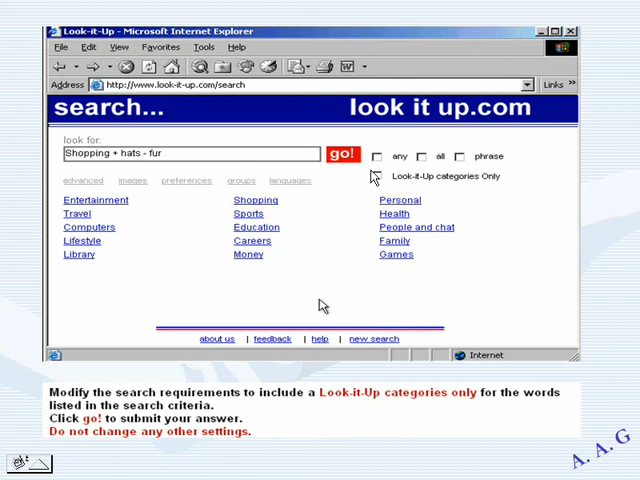 Look-it-Up - Microsoft Internet Explorer
File Edit View Favorites Tools Help
Address http://www.look-it-up.com/search Links »
search... look it up.com
look for:
Shopping + hats - fur go! any all phrase
Look-it-Up categories Only
advanced images preferences groups languages
Entertainment Shopping Personal
Travel Sports Health
Computers Education People and chat
Lifestyle Careers Family
Library Money Games
about us | feedback | help | new search
Internet
Modify the search requirements to include a Look-it-Up categories only for the words
listed in the search criteria.
Click go! to submit your answer.
Do not change any other settings.
A. A. G